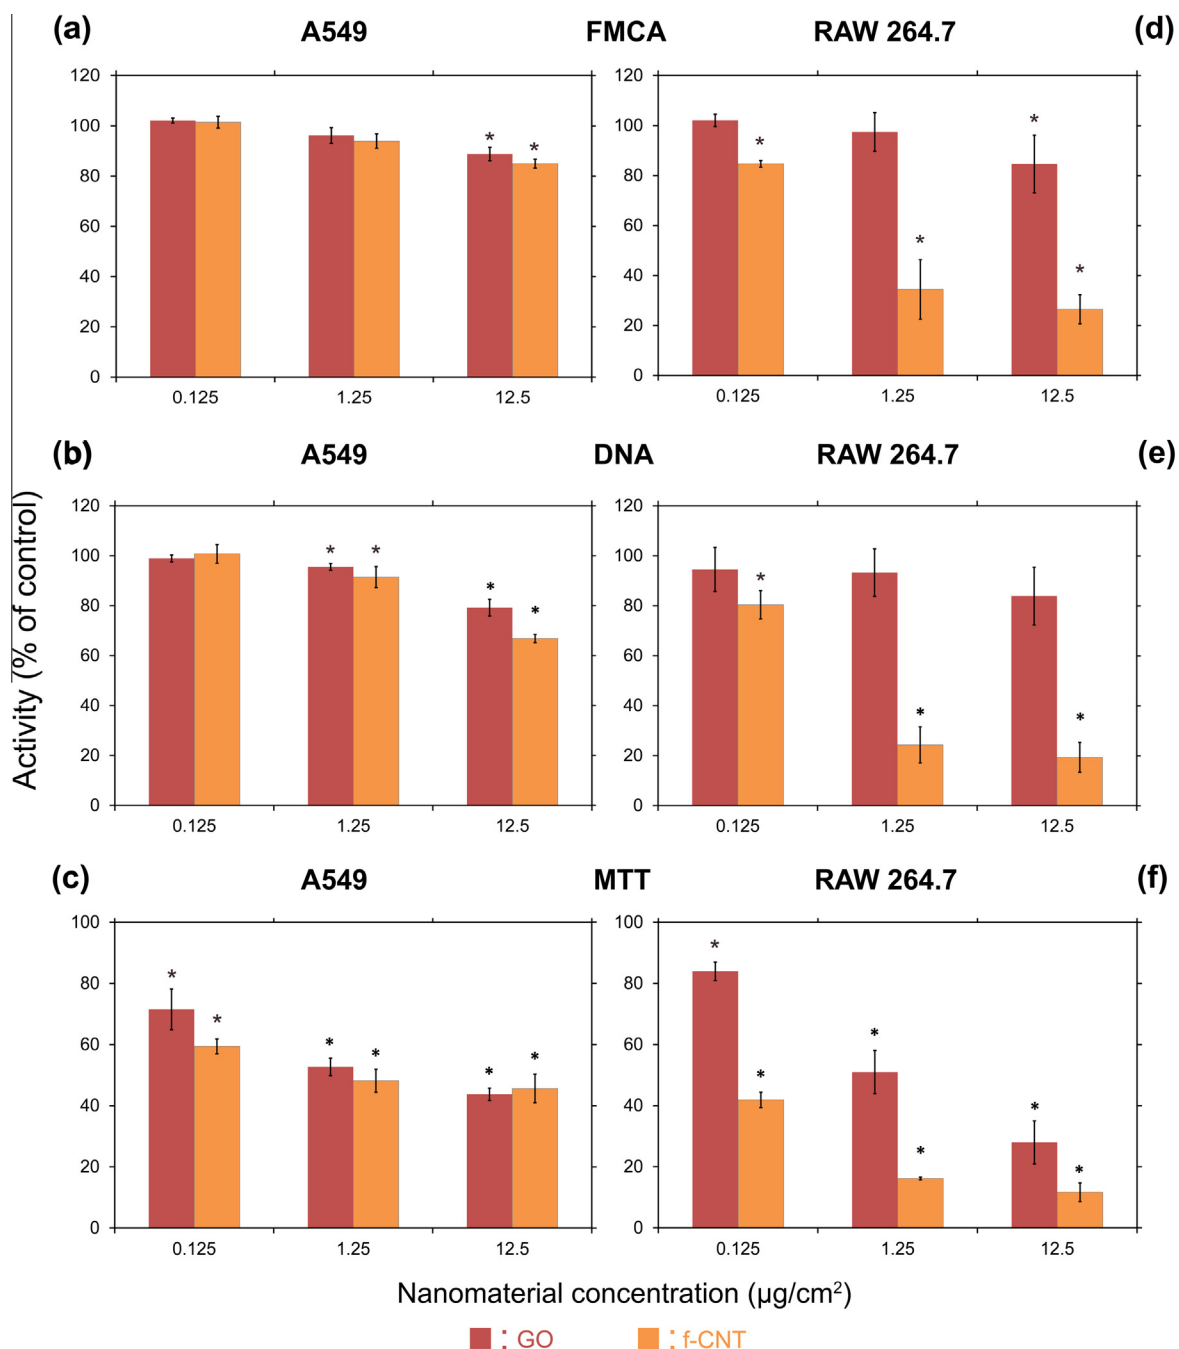 (a) A549 FMCA RAW 264.7 (d)
120 120
100 * * 100 * *
80 80
60 60
40 * * 40
20 20
0 0
0.125 1.25 12.5 0.125 1.25 12.5
(b) A549 DNA RAW 264.7 (e)
Activity (% of control)
120 120
100 * * 100 *
80 * * 80
60 60
40 * * 40
20 20
0 0
0.125 1.25 12.5 0.125 1.25 12.5
(c) A549 MTT RAW 264.7 (f)
100 100 *
80 * * 80
60 * * * * 60 * * *
40 40
20 * * 20
0 0
0.125 1.25 12.5 0.125 1.25 12.5
Nanomaterial concentration (µg/cm²)
: GO : f-CNT